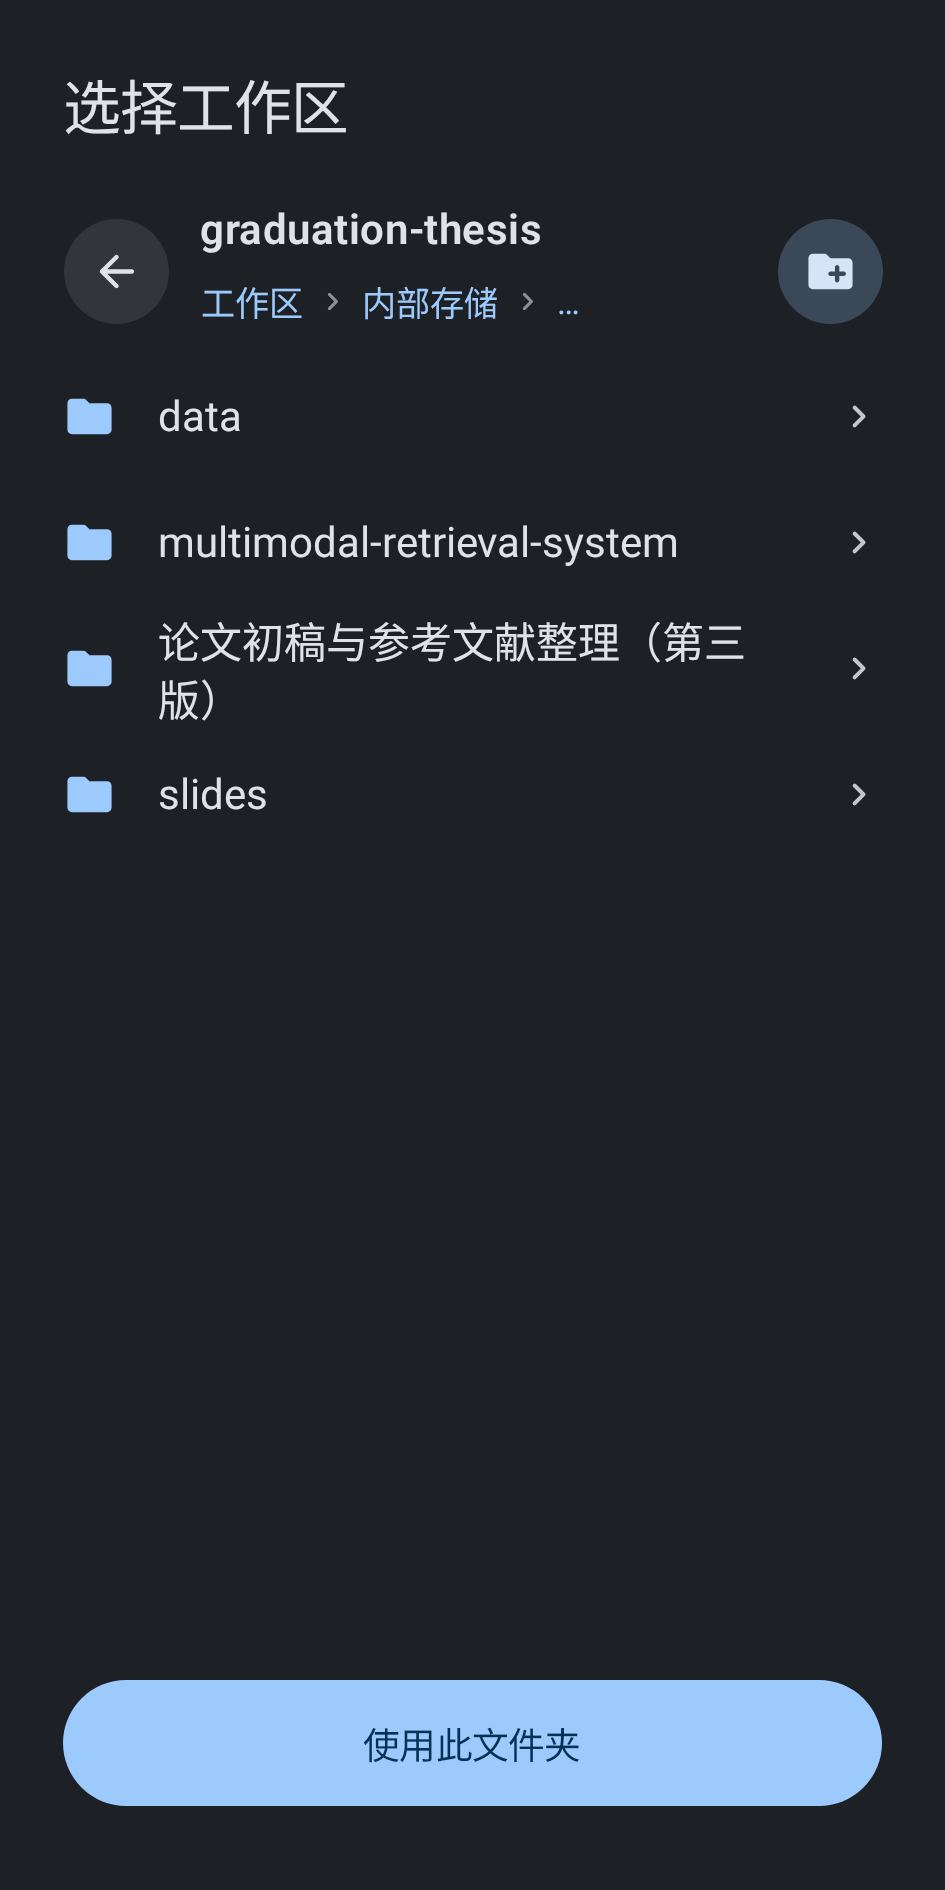 选择工作区
graduation-thesis
工作区 > 内部存储 > ...
data
multimodal-retrieval-system
论文初稿与参考文献整理（第三
版）
slides
使用此文件夹